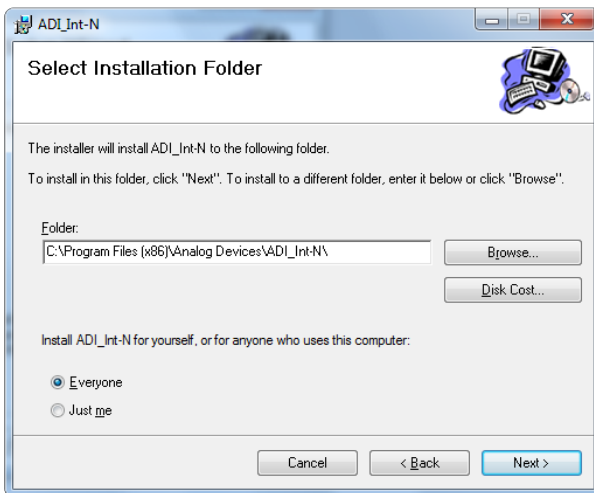 ADI_Int-N
Select Installation Folder
The installer will install ADI_Int-N to the following folder.
To install in this folder, click "Next". To install to a different folder, enter it below or click "Browse".
Folder:
C:\Program Files (x86)\Analog Devices\ADI_Int-N\
Browse...
Disk Cost...
Install ADI_Int-N for yourself, or for anyone who uses this computer:
Everyone
Just me
Cancel
< Back
Next >